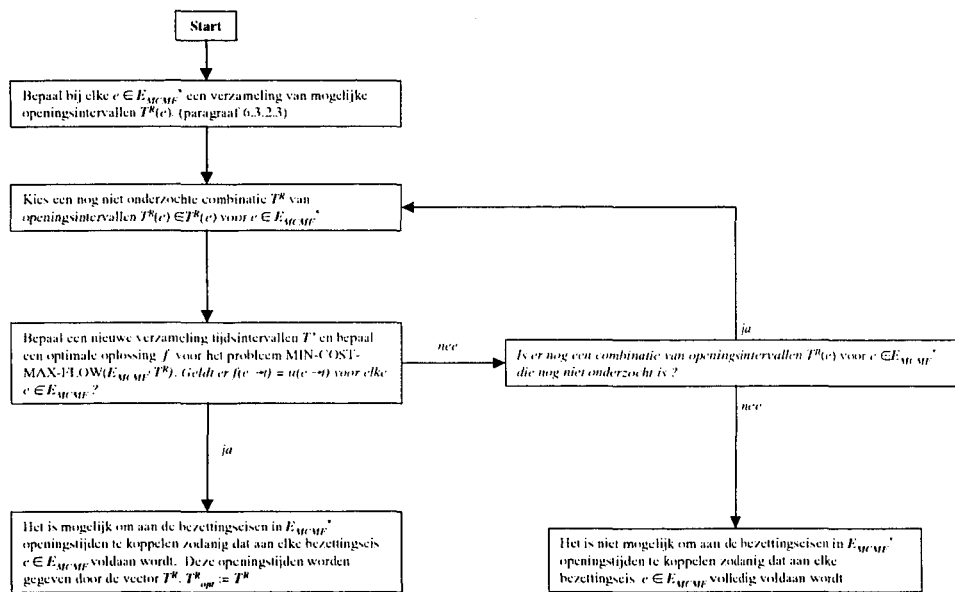 Start
Bepaal bij elke e ∈ E_MCMF* een verzameling van mogelijke
openingsintervallen T^R(e). (paragraaf 6.3.2.3)
Kies een nog niet onderzochte combinatie T^R van
openingsintervallen T^R(e) ∈ T^R(e) voor e ∈ E_MCMF*
Bepaal een nieuwe verzameling tijdsintervallen T* en bepaal
een optimale oplossing f voor het probleem MIN-COST-
MAX-FLOW(E_MCMF, T^R). Geldt er f(e →t) = u(e →t) voor elke
e ∈ E_MCMF ?
nee
ja
Is er nog een combinatie van openingsintervallen T^R(e) voor e ∈ E_MCMF*
die nog niet onderzocht is ?
nee
ja
Het is mogelijk om aan de bezettingseisen in E_MCMF*
openingstijden te koppelen zodanig dat aan elke bezettingseis
e ∈ E_MCMF voldaan wordt. Deze openingstijden worden
gegeven door de vector T^R. T^R_opt := T^R
Het is niet mogelijk om aan de bezettingseisen in E_MCMF*
openingstijden te koppelen zodanig dat aan elke
bezettingseis e ∈ E_MCMF volledig voldaan wordt